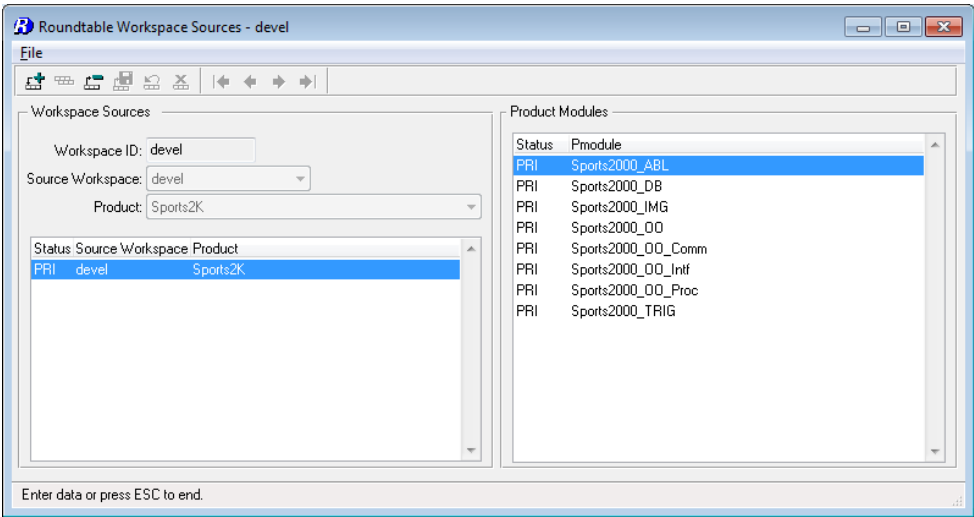 Roundtable Workspace Sources - devel
File
Workspace Sources
Workspace ID: devel
Source Workspace: devel
Product: Sports2K
Status Source Workspace Product
PRI devel Sports2K
Product Modules
Status Pmodule
PRI Sports2000_ABL
PRI Sports2000_DB
PRI Sports2000_IMG
PRI Sports2000_OO
PRI Sports2000_OO_Comm
PRI Sports2000_OO_Intf
PRI Sports2000_OO_Proc
PRI Sports2000_TRIG
Enter data or press ESC to end.